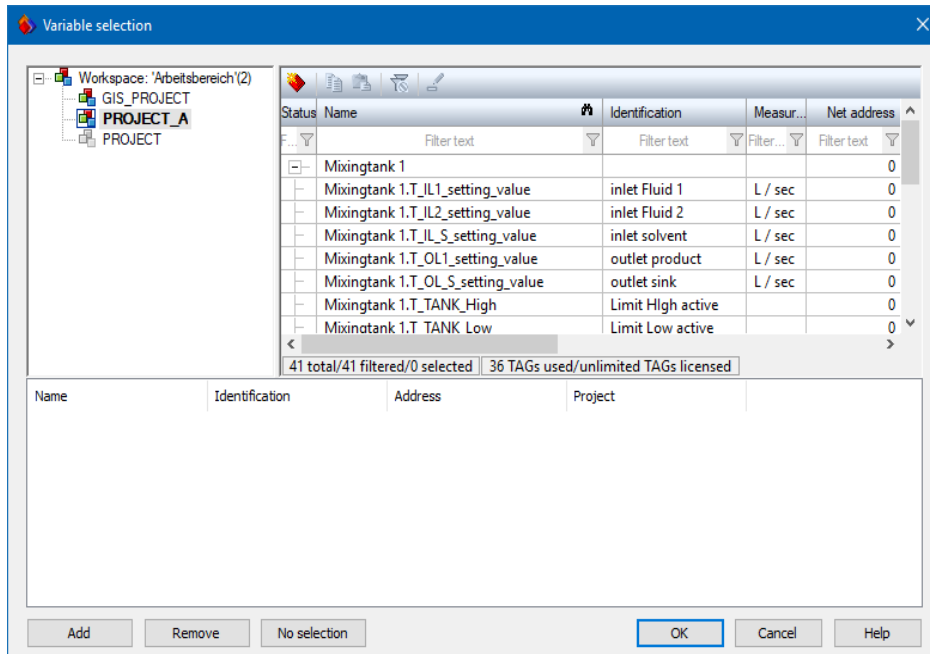 Variable selection
Workspace: 'Arbeitsbereich'(2)
GIS_PROJECT
PROJECT_A
PROJECT
Status Name Identification Measur... Net address
F... Filter text Filter text Filter... Filter text
Mixingtank 1 0
Mixingtank 1.T_IL1_setting_value inlet Fluid 1 L / sec 0
Mixingtank 1.T_IL2_setting_value inlet Fluid 2 L / sec 0
Mixingtank 1.T_IL_S_setting_value inlet solvent L / sec 0
Mixingtank 1.T_OL1_setting_value outlet product L / sec 0
Mixingtank 1.T_OL_S_setting_value outlet sink L / sec 0
Mixingtank 1.T_TANK_High Limit HIgh active 0
Mixingtank 1.T_TANK_Low Limit Low active 0
41 total/41 filtered/0 selected 36 TAGs used/unlimited TAGs licensed
Name Identification Address Project
Add Remove No selection OK Cancel Help